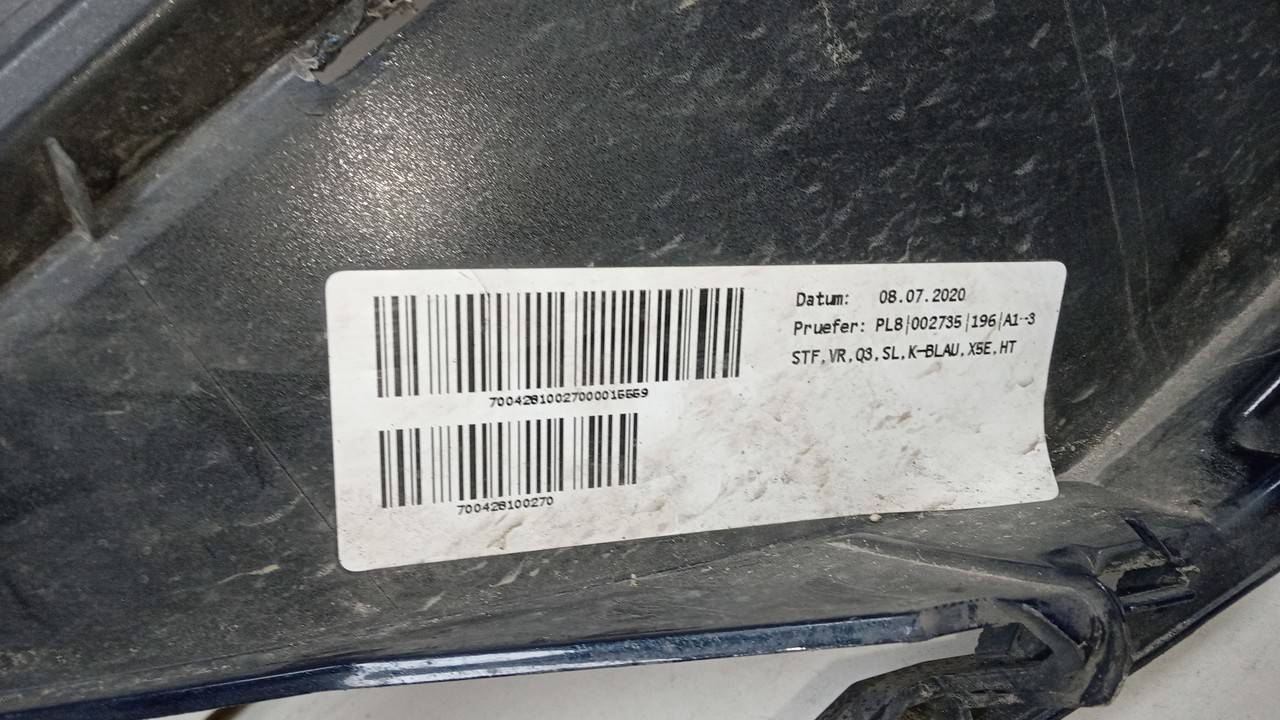 Datum: 08.07.2020
Pruefer: PL8|002735|196|A1--3
STF,VR,Q3,SL,K-BLAU,X5E,HT
70042810027000016669
700428100270